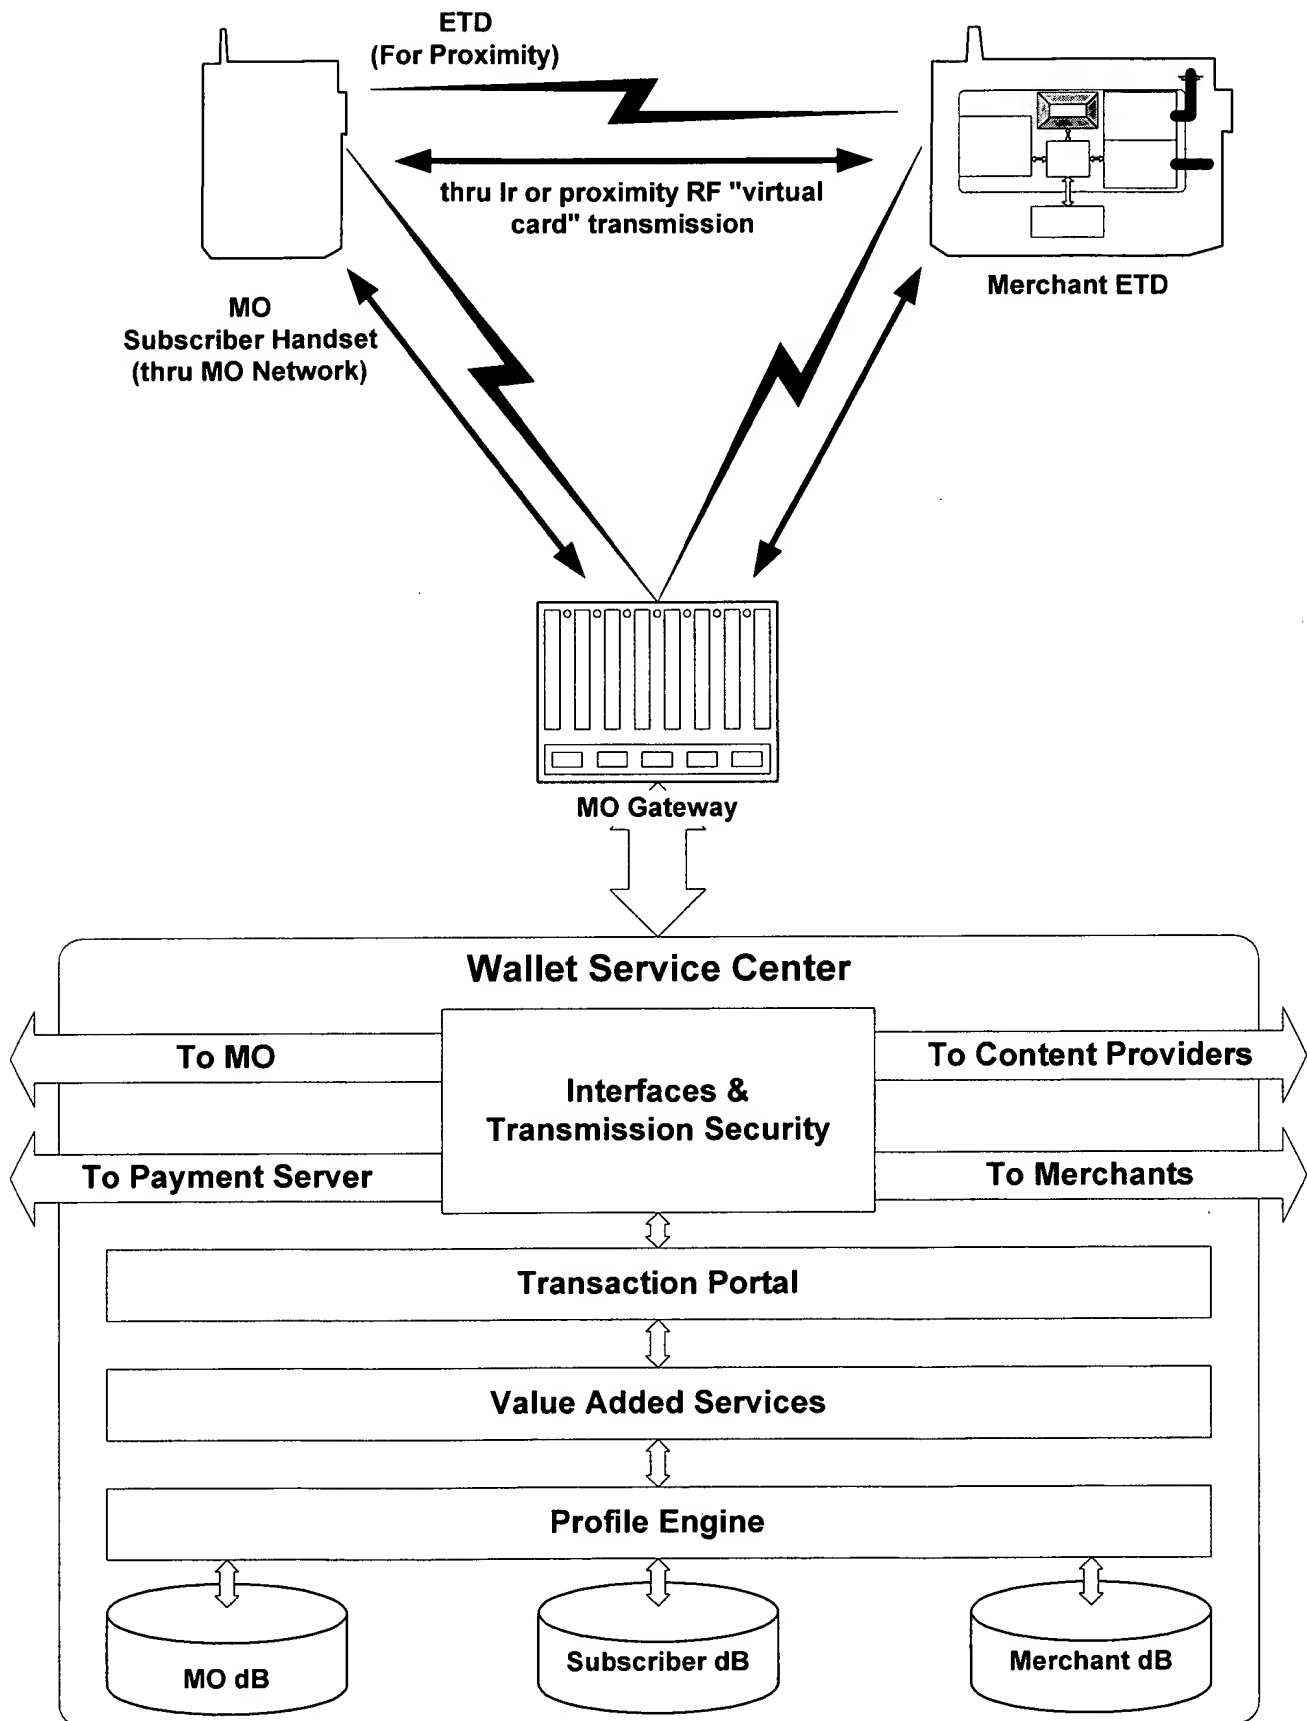 ETD
(For Proximity)
thru Ir or proximity RF "virtual
card" transmission
Merchant ETD
MO
Subscriber Handset
(thru MO Network)
MO Gateway
Wallet Service Center
To MO
To Content Providers
Interfaces &
Transmission Security
To Payment Server
To Merchants
Transaction Portal
Value Added Services
Profile Engine
MO dB
Subscriber dB
Merchant dB